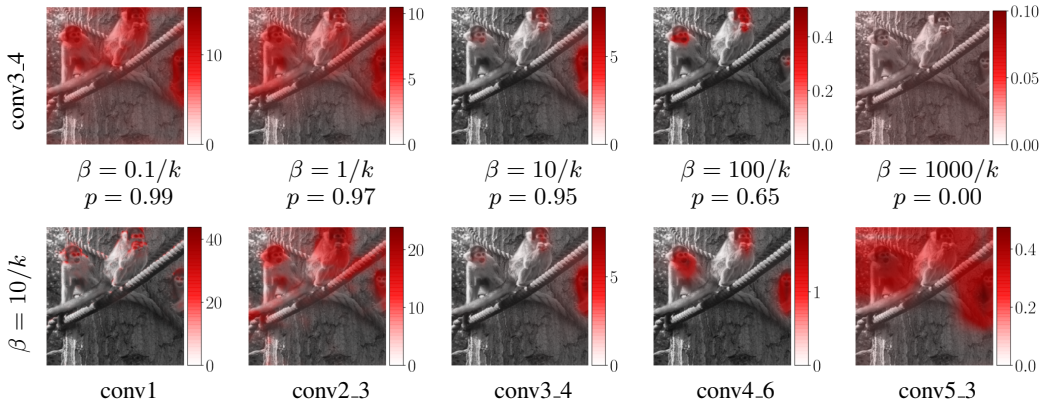 conv3_4
10
0
10
5
0
5
0
0.4
0.2
0.0
0.10
0.05
0.00
β = 0.1/k
p = 0.99
β = 1/k
p = 0.97
β = 10/k
p = 0.95
β = 100/k
p = 0.65
β = 1000/k
p = 0.00
β = 10/k
40
20
0
20
10
0
5
0
1
0
0.4
0.2
0.0
conv1
conv2_3
conv3_4
conv4_6
conv5_3